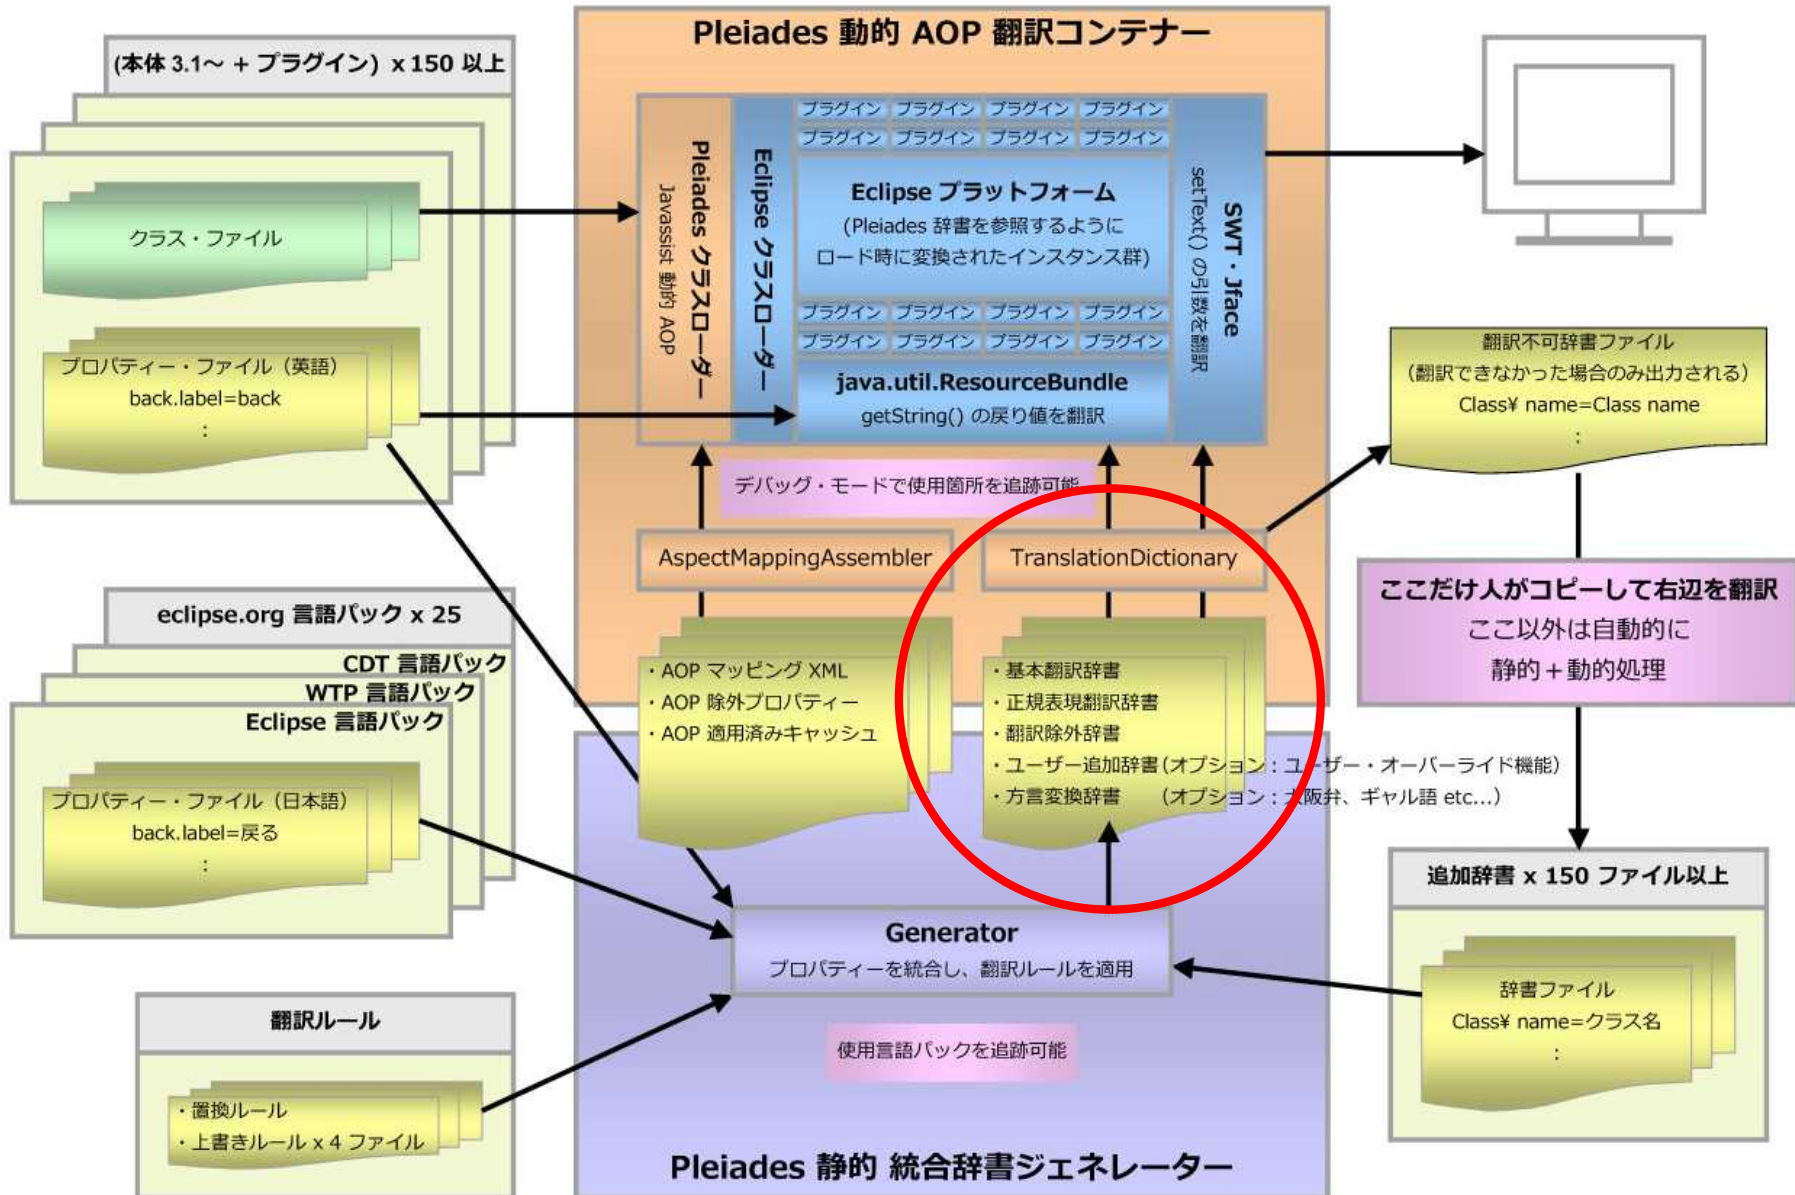 Pleiades 動的 AOP 翻訳コンテナー
(本体 3.1～ + プラグイン) x 150 以上
クラス・ファイル
プロパティー・ファイル（英語）
back.label=back
:
Pleiades クラスローダー
Javassist 動的 AOP
Eclipse クラスローダー
プラグイン プラグイン プラグイン プラグイン
プラグイン プラグイン プラグイン プラグイン
Eclipse プラットフォーム
(Pleiades 辞書を参照するように
ロード時に変換されたインスタンス群)
プラグイン プラグイン プラグイン プラグイン
プラグイン プラグイン プラグイン プラグイン
java.util.ResourceBundle
getString() の戻り値を翻訳
SWT・Jface
setText() の引数を翻訳
翻訳不可辞書ファイル
（翻訳できなかった場合のみ出力される）
Class¥ name=Class name
:
デバッグ・モードで使用箇所を追跡可能
AspectMappingAssembler
TranslationDictionary
ここだけ人がコピーして右辺を翻訳
ここ以外は自動的に
静的＋動的処理
eclipse.org 言語パック x 25
CDT 言語パック
WTP 言語パック
Eclipse 言語パック
プロパティー・ファイル（日本語）
back.label=戻る
:
・AOP マッピング XML
・AOP 除外プロパティー
・AOP 適用済みキャッシュ
・基本翻訳辞書
・正規表現翻訳辞書
・翻訳除外辞書
・ユーザー追加辞書（オプション：ユーザー・オーバーライド機能）
・方言変換辞書 （オプション：大阪弁、ギャル語 etc...）
追加辞書 x 150 ファイル以上
辞書ファイル
Class¥ name=クラス名
:
Generator
プロパティーを統合し、翻訳ルールを適用
翻訳ルール
・置換ルール
・上書きルール x 4 ファイル
使用言語パックを追跡可能
Pleiades 静的 統合辞書ジェネレーター